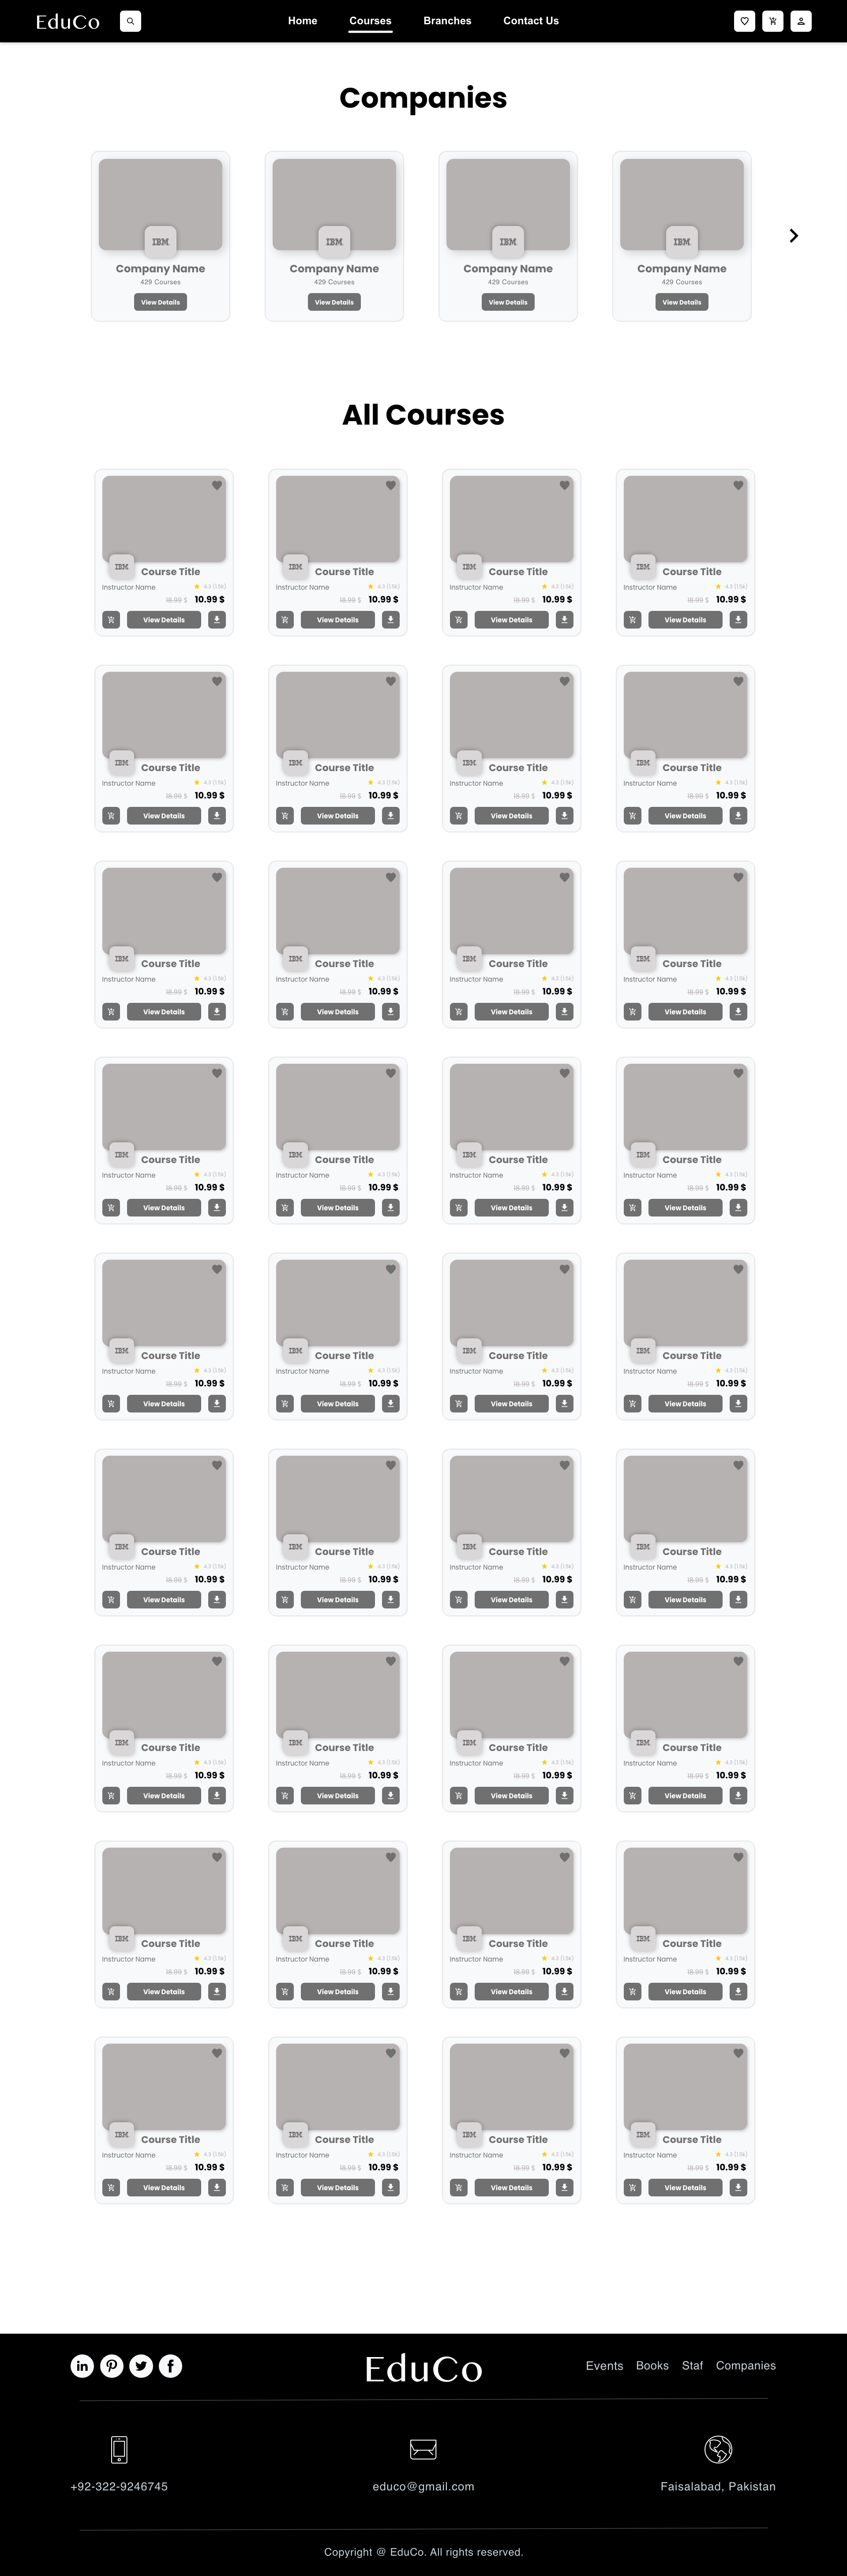 EduCo Home Courses Branches Contact Us
Companies
IBM IBM IBM IBM
Company Name Company Name Company Name Company Name
429 Courses 429 Courses 429 Courses 429 Courses
View Details View Details View Details View Details
All Courses
IBM Course Title IBM Course Title IBM Course Title IBM Course Title
Instructor Name 4.3 (1.5k) Instructor Name 4.3 (1.5k) Instructor Name 4.3 (1.5k) Instructor Name 4.3 (1.5k)
18.99 $ 10.99 $ 18.99 $ 10.99 $ 18.99 $ 10.99 $ 18.99 $ 10.99 $
View Details View Details View Details View Details
IBM Course Title IBM Course Title IBM Course Title IBM Course Title
Instructor Name 4.3 (1.5k) Instructor Name 4.3 (1.5k) Instructor Name 4.3 (1.5k) Instructor Name 4.3 (1.5k)
18.99 $ 10.99 $ 18.99 $ 10.99 $ 18.99 $ 10.99 $ 18.99 $ 10.99 $
View Details View Details View Details View Details
IBM Course Title IBM Course Title IBM Course Title IBM Course Title
Instructor Name 4.3 (1.5k) Instructor Name 4.3 (1.5k) Instructor Name 4.3 (1.5k) Instructor Name 4.3 (1.5k)
18.99 $ 10.99 $ 18.99 $ 10.99 $ 18.99 $ 10.99 $ 18.99 $ 10.99 $
View Details View Details View Details View Details
IBM Course Title IBM Course Title IBM Course Title IBM Course Title
Instructor Name 4.3 (1.5k) Instructor Name 4.3 (1.5k) Instructor Name 4.3 (1.5k) Instructor Name 4.3 (1.5k)
18.99 $ 10.99 $ 18.99 $ 10.99 $ 18.99 $ 10.99 $ 18.99 $ 10.99 $
View Details View Details View Details View Details
IBM Course Title IBM Course Title IBM Course Title IBM Course Title
Instructor Name 4.3 (1.5k) Instructor Name 4.3 (1.5k) Instructor Name 4.3 (1.5k) Instructor Name 4.3 (1.5k)
18.99 $ 10.99 $ 18.99 $ 10.99 $ 18.99 $ 10.99 $ 18.99 $ 10.99 $
View Details View Details View Details View Details
IBM Course Title IBM Course Title IBM Course Title IBM Course Title
Instructor Name 4.3 (1.5k) Instructor Name 4.3 (1.5k) Instructor Name 4.3 (1.5k) Instructor Name 4.3 (1.5k)
18.99 $ 10.99 $ 18.99 $ 10.99 $ 18.99 $ 10.99 $ 18.99 $ 10.99 $
View Details View Details View Details View Details
IBM Course Title IBM Course Title IBM Course Title IBM Course Title
Instructor Name 4.3 (1.5k) Instructor Name 4.3 (1.5k) Instructor Name 4.3 (1.5k) Instructor Name 4.3 (1.5k)
18.99 $ 10.99 $ 18.99 $ 10.99 $ 18.99 $ 10.99 $ 18.99 $ 10.99 $
View Details View Details View Details View Details
IBM Course Title IBM Course Title IBM Course Title IBM Course Title
Instructor Name 4.3 (1.5k) Instructor Name 4.3 (1.5k) Instructor Name 4.3 (1.5k) Instructor Name 4.3 (1.5k)
18.99 $ 10.99 $ 18.99 $ 10.99 $ 18.99 $ 10.99 $ 18.99 $ 10.99 $
View Details View Details View Details View Details
IBM Course Title IBM Course Title IBM Course Title IBM Course Title
Instructor Name 4.3 (1.5k) Instructor Name 4.3 (1.5k) Instructor Name 4.3 (1.5k) Instructor Name 4.3 (1.5k)
18.99 $ 10.99 $ 18.99 $ 10.99 $ 18.99 $ 10.99 $ 18.99 $ 10.99 $
View Details View Details View Details View Details
in EduCo Events Books Staf Companies
+92-322-9246745 educo@gmail.com Faisalabad, Pakistan
Copyright @ EduCo. All rights reserved.